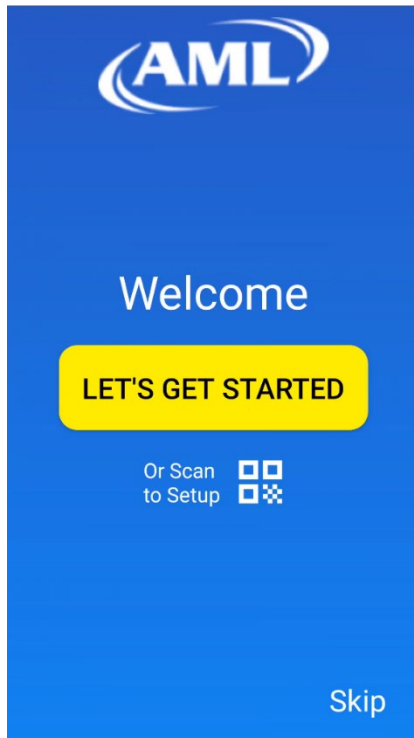 AML
Welcome
LET'S GET STARTED
Or Scan
to Setup
Skip